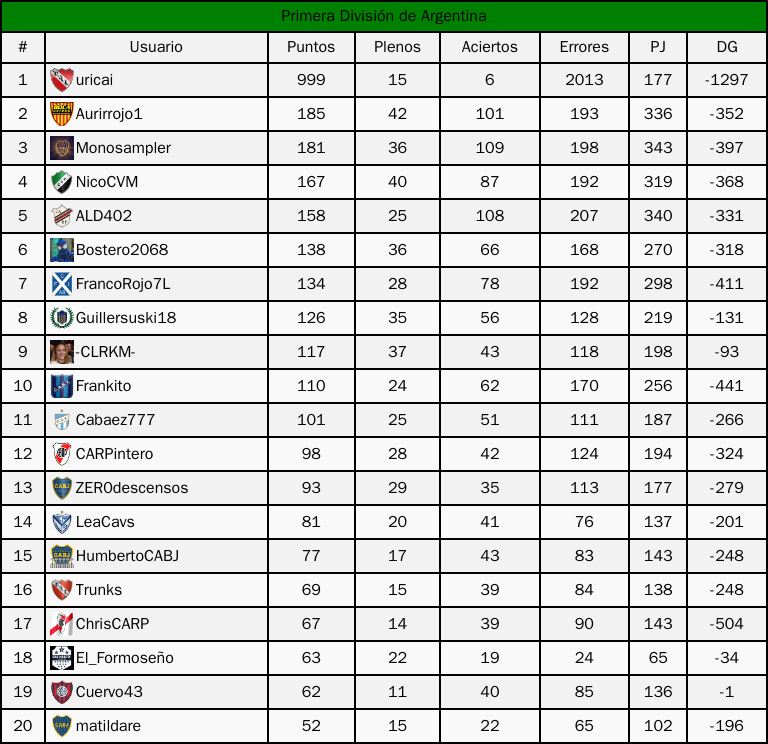 Primera División de Argentina
# Usuario Puntos Plenos Aciertos Errores PJ DG
1 uricai 999 15 6 2013 177 -1297
2 Aurirrojo1 185 42 101 193 336 -352
3 Monosampler 181 36 109 198 343 -397
4 NicoCVM 167 40 87 192 319 -368
5 ALD402 158 25 108 207 340 -331
6 Bostero2068 138 36 66 168 270 -318
7 FrancoRojo7L 134 28 78 192 298 -411
8 Guillersuski18 126 35 56 128 219 -131
9 -CLRKM- 117 37 43 118 198 -93
10 Frankito 110 24 62 170 256 -441
11 Cabaez777 101 25 51 111 187 -266
12 CARPintero 98 28 42 124 194 -324
13 ZER0descensos 93 29 35 113 177 -279
14 LeaCavs 81 20 41 76 137 -201
15 HumbertoCABJ 77 17 43 83 143 -248
16 Trunks 69 15 39 84 138 -248
17 ChrisCARP 67 14 39 90 143 -504
18 El_Formoseño 63 22 19 24 65 -34
19 Cuervo43 62 11 40 85 136 -1
20 matildare 52 15 22 65 102 -196